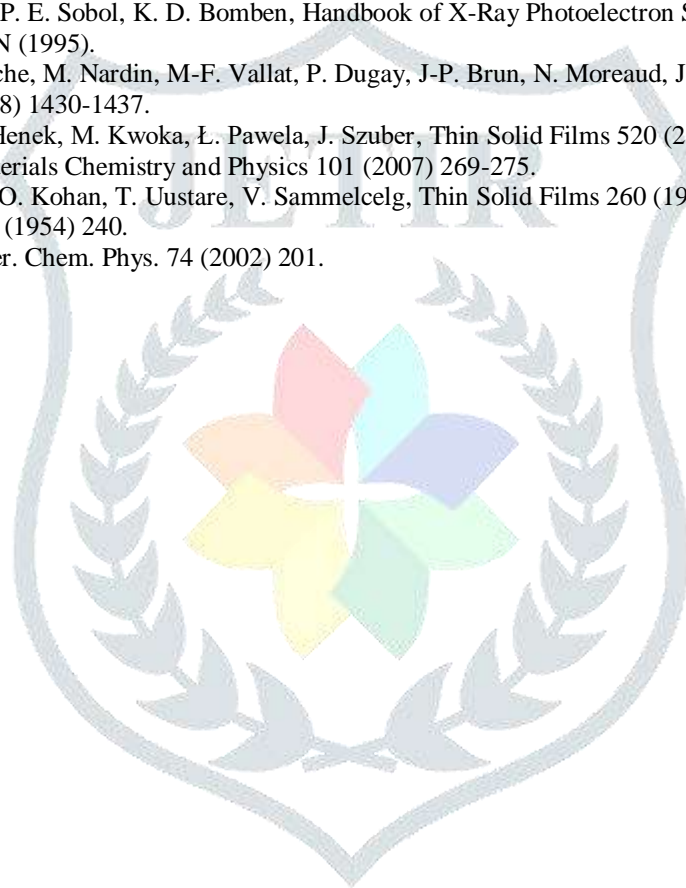 P. E. Sobol, K. D. Bomben, Handbook of X-Ray Photoelectron S
N (1995).
che, M. Nardin, M-F. Vallat, P. Dugay, J-P. Brun, N. Moreaud, J
8) 1430-1437.
Henek, M. Kwoka, Ł. Pawela, J. Szuber, Thin Solid Films 520 (2
erials Chemistry and Physics 101 (2007) 269-275.
O. Kohan, T. Uustare, V. Sammelcelg, Thin Solid Films 260 (19
(1954) 240.
er. Chem. Phys. 74 (2002) 201.
JETIR